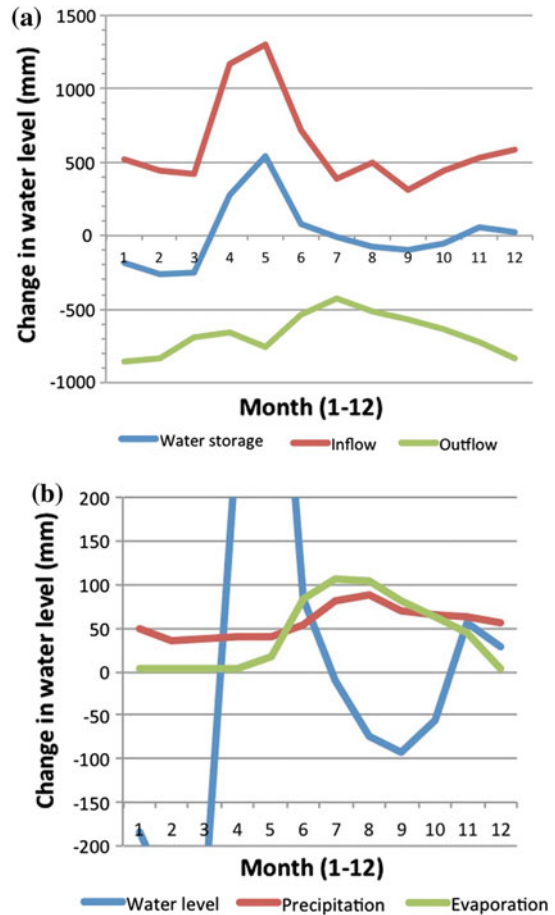 (a)
Change in water level (mm)
1500
1000
500
0
-500
-1000
1 2 3 4 5 6 7 8 9 10 11 12
Month (1-12)
Water storage Inflow Outflow
(b)
Change in water level (mm)
200
150
100
50
0
-50
-100
-150
-200
1 2 3 4 5 6 7 8 9 10 11 12
Month (1-12)
Water level Precipitation Evaporation